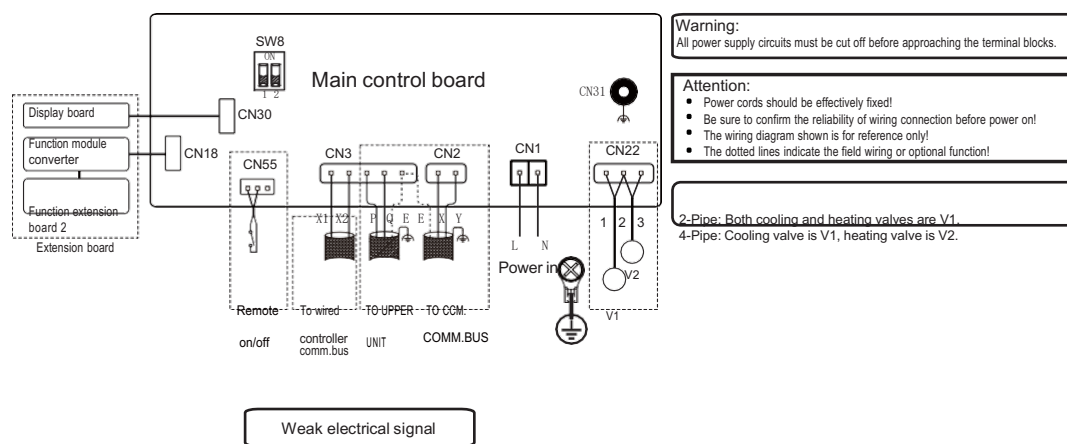 SW8
ON
1 2
Main control board
CN31
Display board
CN30
Function module
converter
CN18
Function extension
board 2
Extension board
CN55
CN3
CN2
CN1
CN22
X1 X2 P Q E E X Y
L N
1 2 3
Power in
V2
V1
Remote
on/off
To wired
controller
comm.bus
TO UPPER
UNIT
TO CCM.
COMM.BUS
Weak electrical signal
Warning:
All power supply circuits must be cut off before approaching the terminal blocks.
Attention:
• Power cords should be effectively fixed!
• Be sure to confirm the reliability of wiring connection before power on!
• The wiring diagram shown is for reference only!
• The dotted lines indicate the field wiring or optional function!
2-Pipe: Both cooling and heating valves are V1.
4-Pipe: Cooling valve is V1, heating valve is V2.